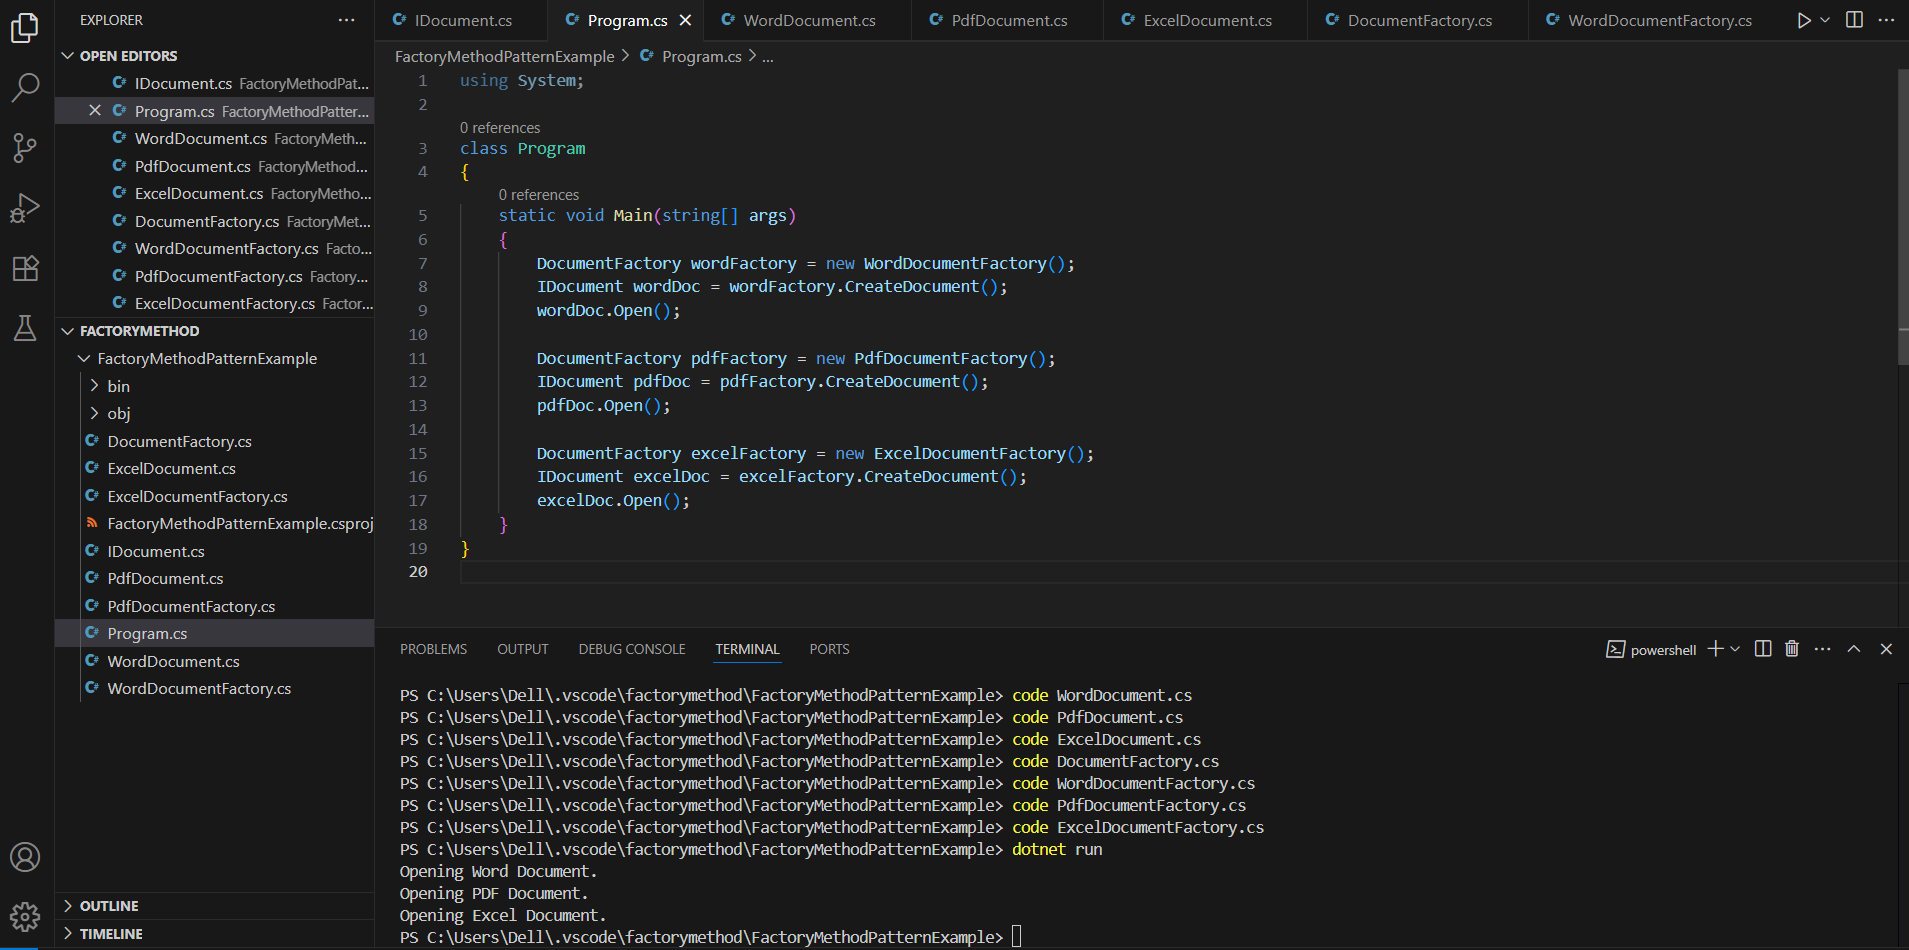 EXPLORER
OPEN EDITORS
IDocument.cs FactoryMethodPat...
Program.cs FactoryMethodPatter...
WordDocument.cs FactoryMeth...
PdfDocument.cs FactoryMethod...
ExcelDocument.cs FactoryMetho...
DocumentFactory.cs FactoryMet...
WordDocumentFactory.cs Facto...
PdfDocumentFactory.cs Factory...
ExcelDocumentFactory.cs Factor...
FACTORYMETHOD
FactoryMethodPatternExample
bin
obj
DocumentFactory.cs
ExcelDocument.cs
ExcelDocumentFactory.cs
FactoryMethodPatternExample.csproj
IDocument.cs
PdfDocument.cs
PdfDocumentFactory.cs
Program.cs
WordDocument.cs
WordDocumentFactory.cs
OUTLINE
TIMELINE
IDocument.cs Program.cs WordDocument.cs PdfDocument.cs ExcelDocument.cs DocumentFactory.cs WordDocumentFactory.cs
FactoryMethodPatternExample > Program.cs > ...
1 using System;
2
0 references
3 class Program
4 {
0 references
5 static void Main(string[] args)
6 {
7 DocumentFactory wordFactory = new WordDocumentFactory();
8 IDocument wordDoc = wordFactory.CreateDocument();
9 wordDoc.Open();
10
11 DocumentFactory pdfFactory = new PdfDocumentFactory();
12 IDocument pdfDoc = pdfFactory.CreateDocument();
13 pdfDoc.Open();
14
15 DocumentFactory excelFactory = new ExcelDocumentFactory();
16 IDocument excelDoc = excelFactory.CreateDocument();
17 excelDoc.Open();
18 }
19 }
20
PROBLEMS OUTPUT DEBUG CONSOLE TERMINAL PORTS
powershell
PS C:\Users\Dell\.vscode\factorymethod\FactoryMethodPatternExample> code WordDocument.cs
PS C:\Users\Dell\.vscode\factorymethod\FactoryMethodPatternExample> code PdfDocument.cs
PS C:\Users\Dell\.vscode\factorymethod\FactoryMethodPatternExample> code ExcelDocument.cs
PS C:\Users\Dell\.vscode\factorymethod\FactoryMethodPatternExample> code DocumentFactory.cs
PS C:\Users\Dell\.vscode\factorymethod\FactoryMethodPatternExample> code WordDocumentFactory.cs
PS C:\Users\Dell\.vscode\factorymethod\FactoryMethodPatternExample> code PdfDocumentFactory.cs
PS C:\Users\Dell\.vscode\factorymethod\FactoryMethodPatternExample> code ExcelDocumentFactory.cs
PS C:\Users\Dell\.vscode\factorymethod\FactoryMethodPatternExample> dotnet run
Opening Word Document.
Opening PDF Document.
Opening Excel Document.
PS C:\Users\Dell\.vscode\factorymethod\FactoryMethodPatternExample>